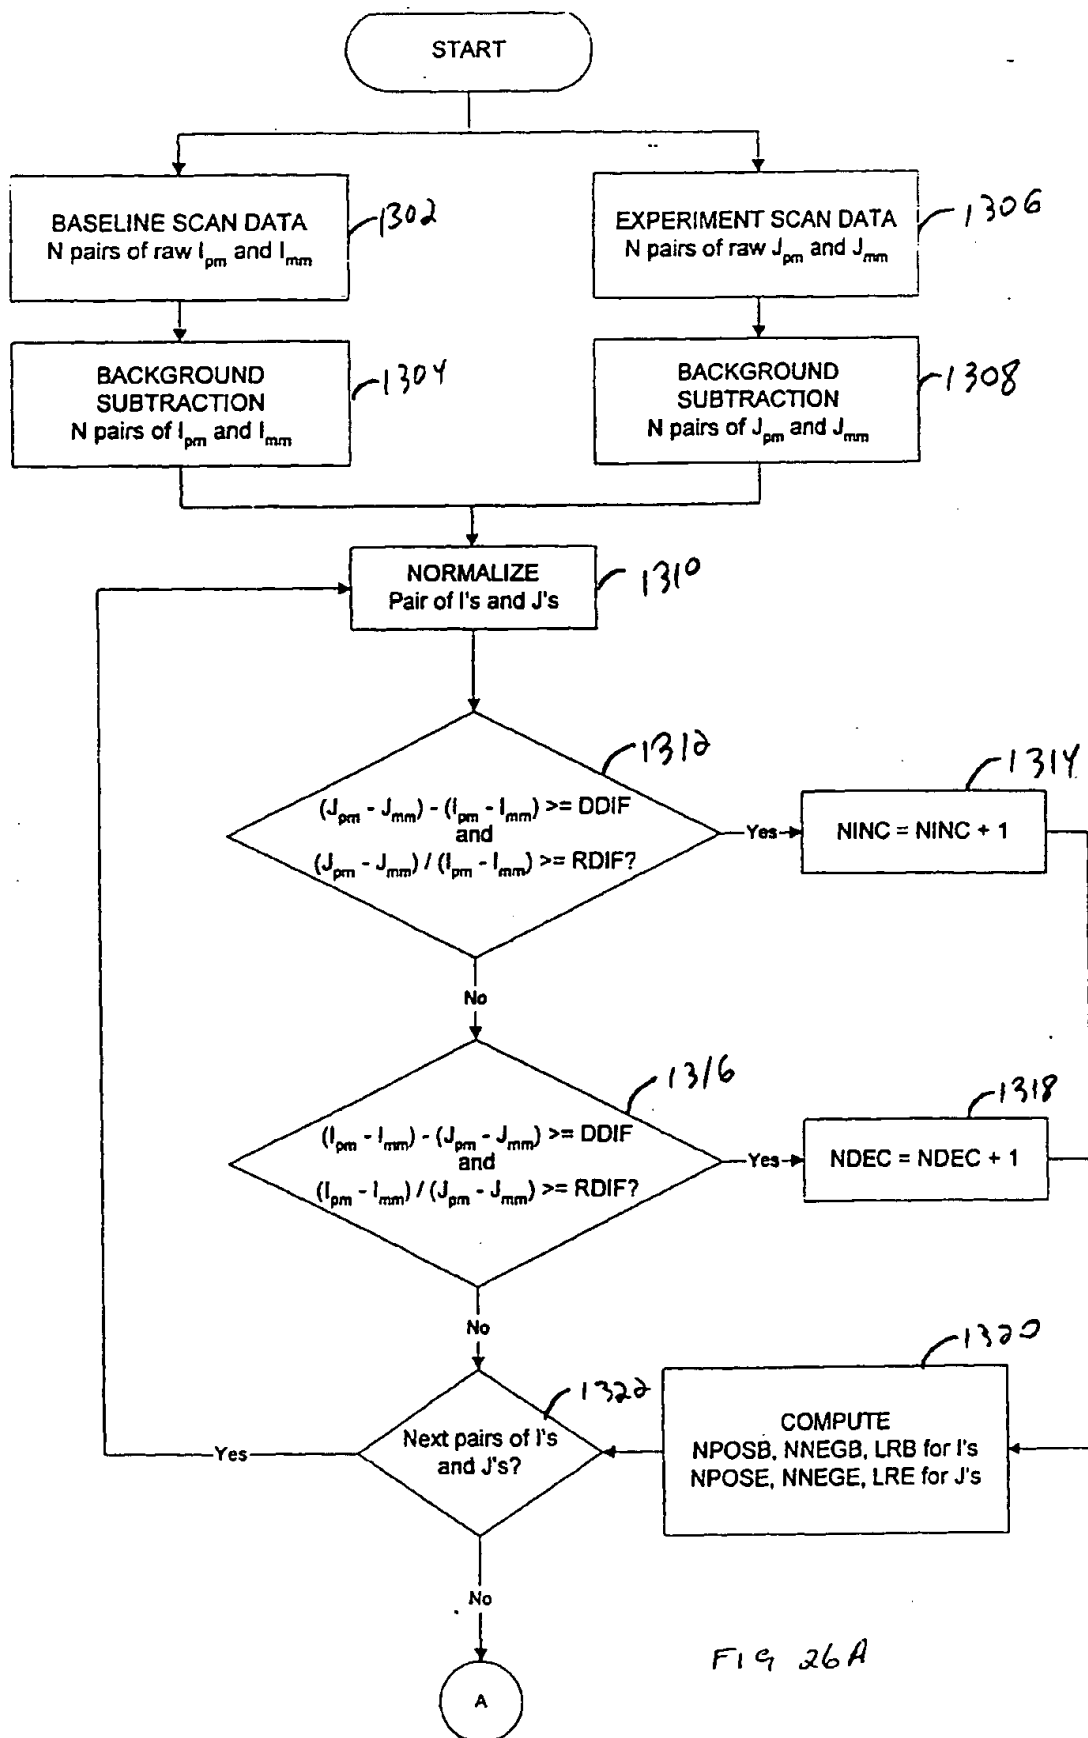 START
BASELINE SCAN DATA
N pairs of raw Ipm and Imm
1302
EXPERIMENT SCAN DATA
N pairs of raw Jpm and Jmm
1306
BACKGROUND
SUBTRACTION
N pairs of Ipm and Imm
1304
BACKGROUND
SUBTRACTION
N pairs of Jpm and Jmm
1308
NORMALIZE
Pair of I's and J's
1310
1312
(Jpm - Jmm) - (Ipm - Imm) >= DDIF
and
(Jpm - Jmm) / (Ipm - Imm) >= RDIF?
Yes
1314
NINC = NINC + 1
No
1316
(Ipm - Imm) - (Jpm - Jmm) >= DDIF
and
(Ipm - Imm) / (Jpm - Jmm) >= RDIF?
Yes
1318
NDEC = NDEC + 1
No
1322
Next pairs of I's
and J's?
Yes
1320
COMPUTE
NPOSB, NNEGB, LRB for I's
NPOSE, NNEGE, LRE for J's
No
A
FIG 26A